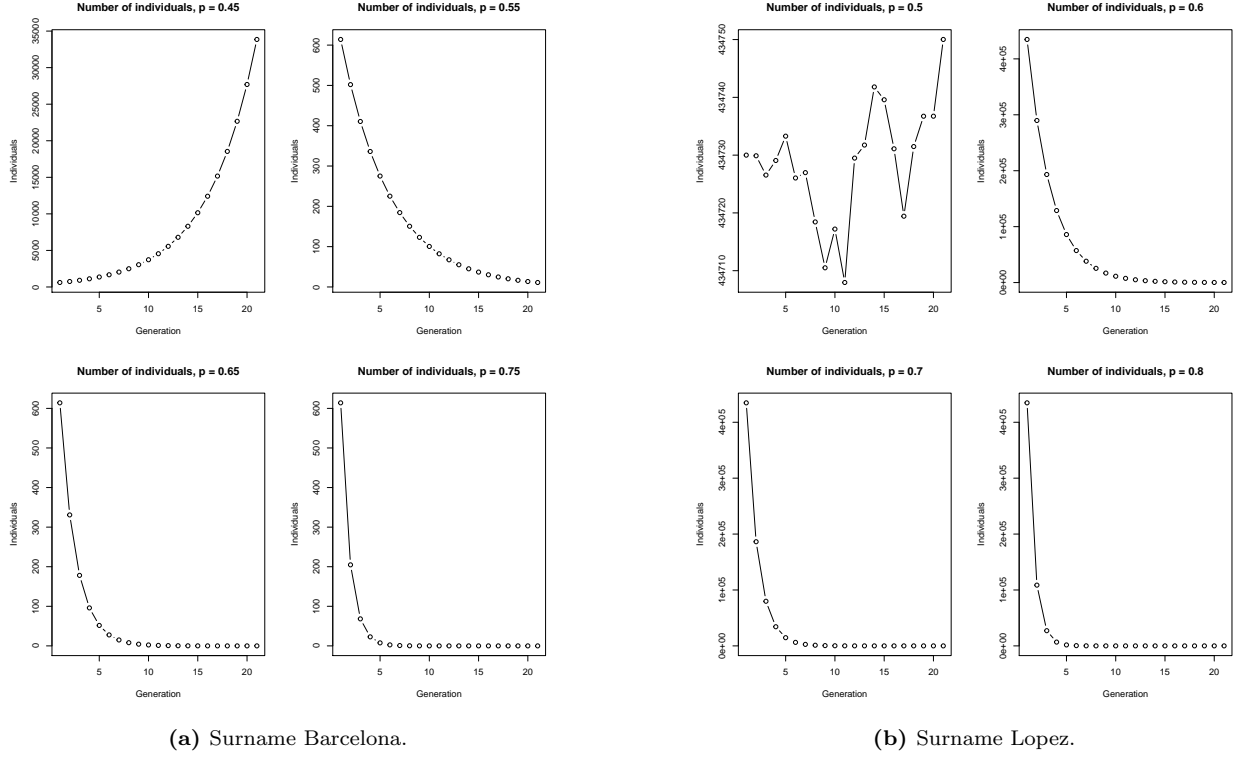 Number of individuals, p = 0.45
Individuals
0 5000 10000 15000 20000 25000 30000 35000
5 10 15 20
Generation
Number of individuals, p = 0.55
Individuals
0 100 200 300 400 500 600
5 10 15 20
Generation
Number of individuals, p = 0.65
Individuals
0 100 200 300 400 500 600
5 10 15 20
Generation
Number of individuals, p = 0.75
Individuals
0 100 200 300 400 500 600
5 10 15 20
Generation
(a) Surname Barcelona.
Number of individuals, p = 0.5
Individuals
434710 434720 434730 434740 434750
5 10 15 20
Generation
Number of individuals, p = 0.6
Individuals
0e+00 1e+05 2e+05 3e+05 4e+05
5 10 15 20
Generation
Number of individuals, p = 0.7
Individuals
0e+00 1e+05 2e+05 3e+05 4e+05
5 10 15 20
Generation
Number of individuals, p = 0.8
Individuals
0e+00 1e+05 2e+05 3e+05 4e+05
5 10 15 20
Generation
(b) Surname Lopez.